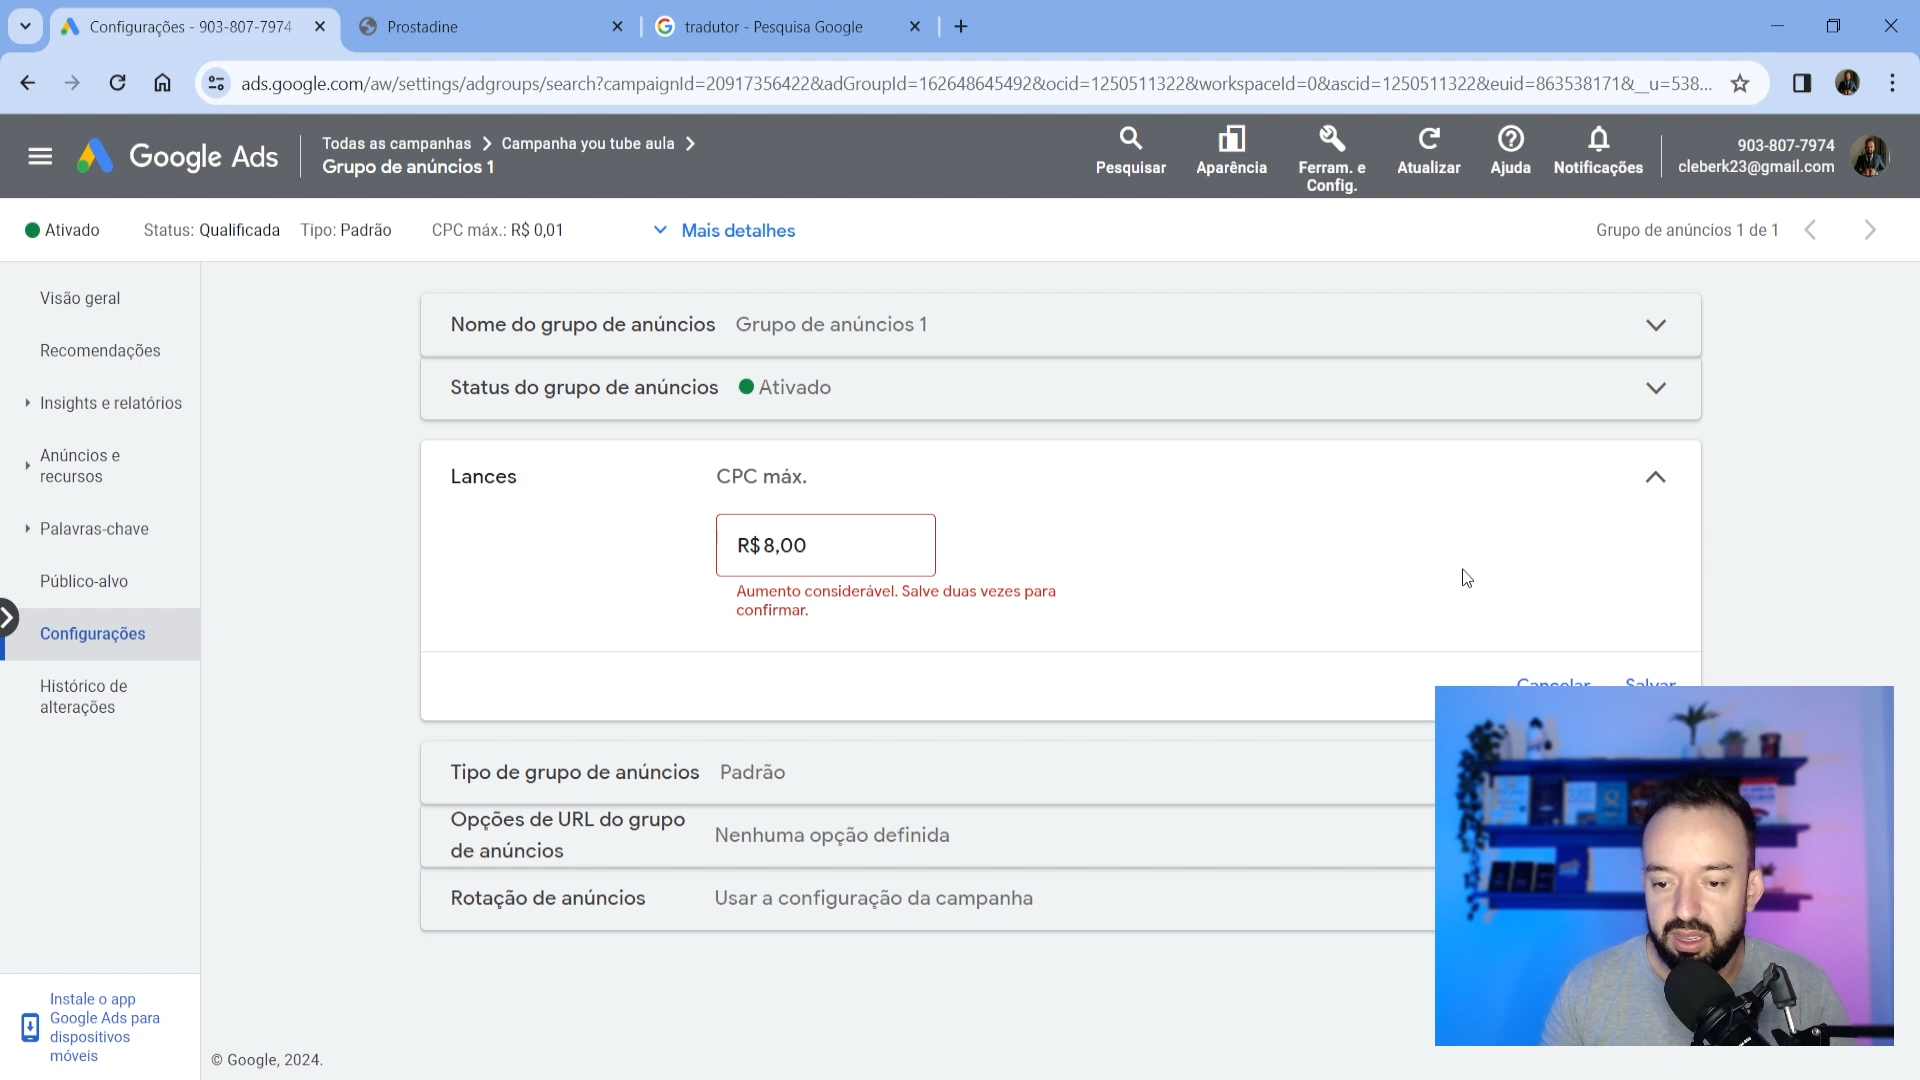 Configurações - 903-807-7974
Prostadine
tradutor - Pesquisa Google
ads.google.com/aw/settings/adgroups/search?campaignId=20917356422&adGroupId=162648645492&ocid=1250511322&workspaceId=0&ascid=1250511322&euid=863538171&__u=538...
Google Ads
Todas as campanhas
Campanha you tube aula
Grupo de anúncios 1
Pesquisar
Aparência
Ferram. e
Config.
Atualizar
Ajuda
Notificações
903-807-7974
cleberk23@gmail.com
Ativado
Status: Qualificada
Tipo: Padrão
CPC máx.: R$ 0,01
Mais detalhes
Grupo de anúncios 1 de 1
Visão geral
Recomendações
Insights e relatórios
Anúncios e
recursos
Palavras-chave
Público-alvo
Configurações
Histórico de
alterações
Instale o app
Google Ads para
dispositivos
móveis
Nome do grupo de anúncios
Grupo de anúncios 1
Status do grupo de anúncios
Ativado
Lances
CPC máx.
R$ 8,00
Aumento considerável. Salve duas vezes para
confirmar.
Cancelar
Salvar
Tipo de grupo de anúncios
Padrão
Opções de URL do grupo
de anúncios
Nenhuma opção definida
Rotação de anúncios
Usar a configuração da campanha
© Google, 2024.